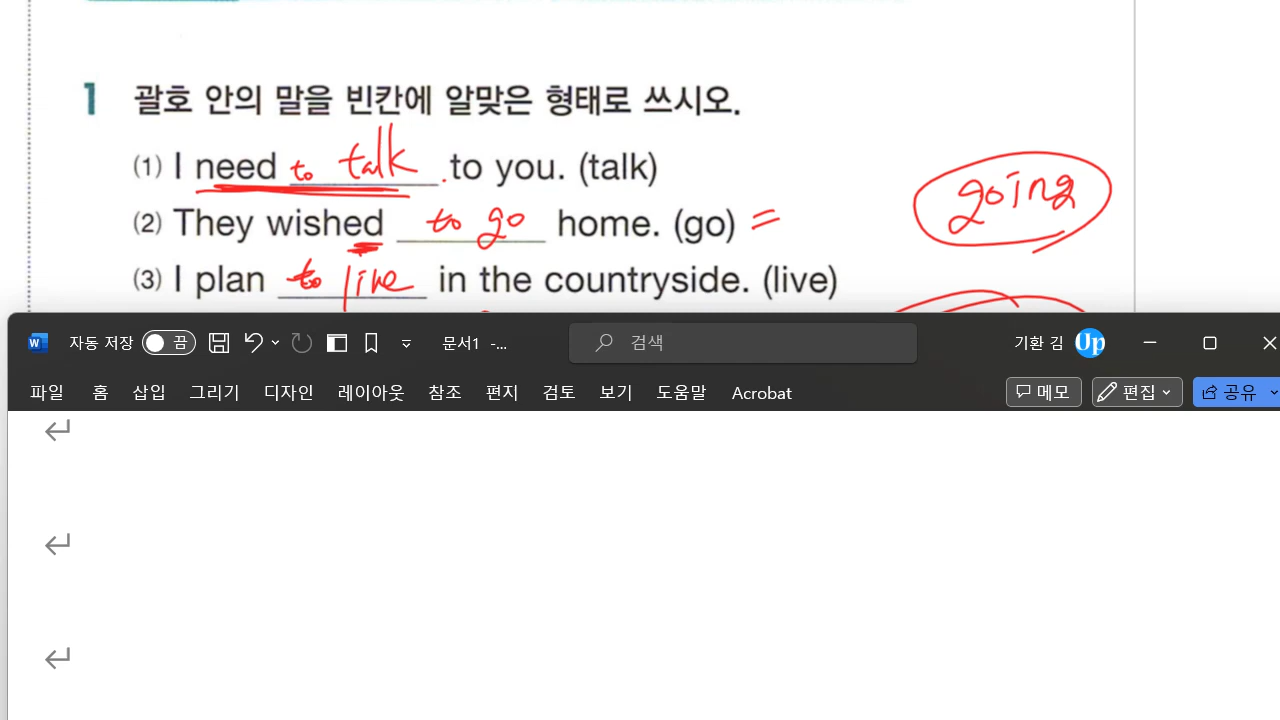 1 괄호 안의 말을 빈칸에 알맞은 형태로 쓰시오.
(1) I need to talk to you. (talk)
(2) They wished to go home. (go) =
going
(3) I plan to live in the countryside. (live)
W 자동 저장 끔 문서1 -... 검색 기환 김 Up
파일 홈 삽입 그리기 디자인 레이아웃 참조 편지 검토 보기 도움말 Acrobat 메모 편집 공유